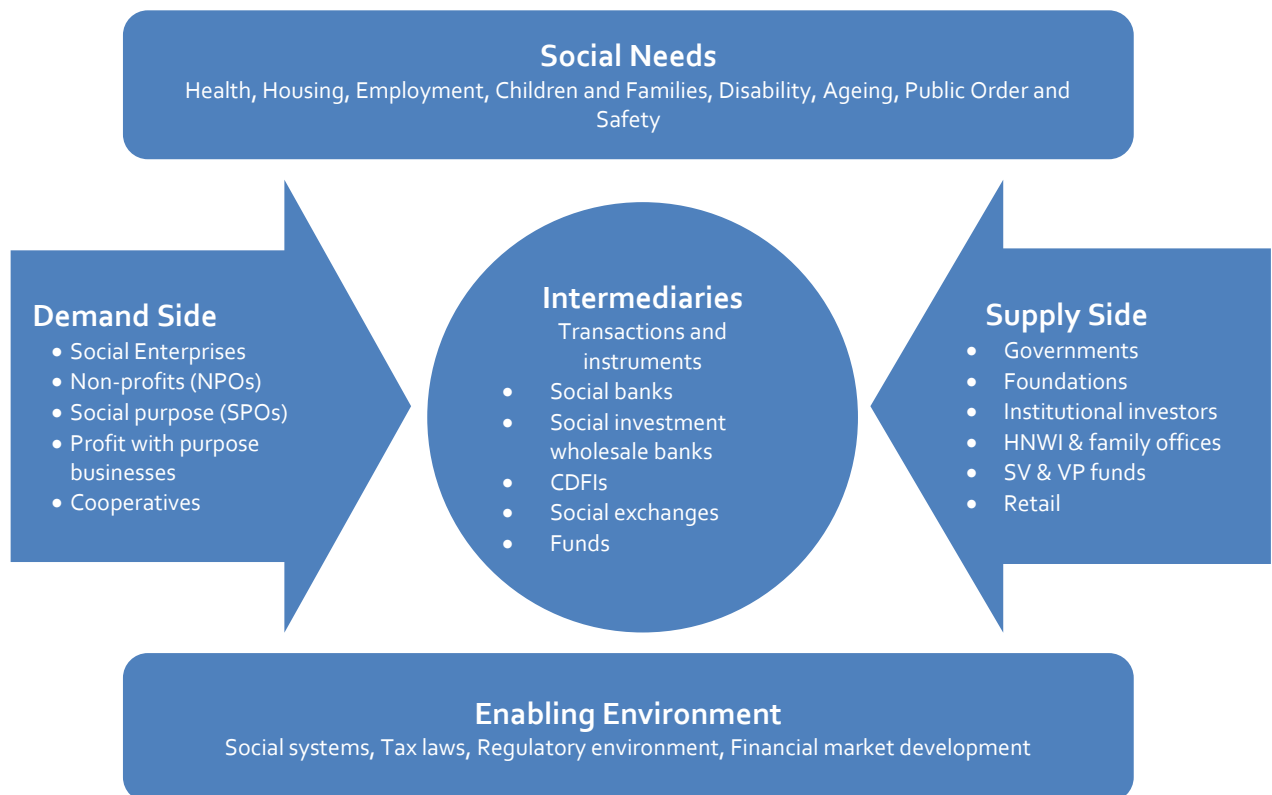 Social Needs
Health, Housing, Employment, Children and Families, Disability, Ageing, Public Order and
Safety
Demand Side
• Social Enterprises
• Non-profits (NPOs)
• Social purpose (SPOs)
• Profit with purpose
businesses
• Cooperatives
Intermediaries
Transactions and
instruments
• Social banks
• Social investment
wholesale banks
• CDFIs
• Social exchanges
• Funds
Supply Side
• Governments
• Foundations
• Institutional investors
• HNWI & family offices
• SV & VP funds
• Retail
Enabling Environment
Social systems, Tax laws, Regulatory environment, Financial market development